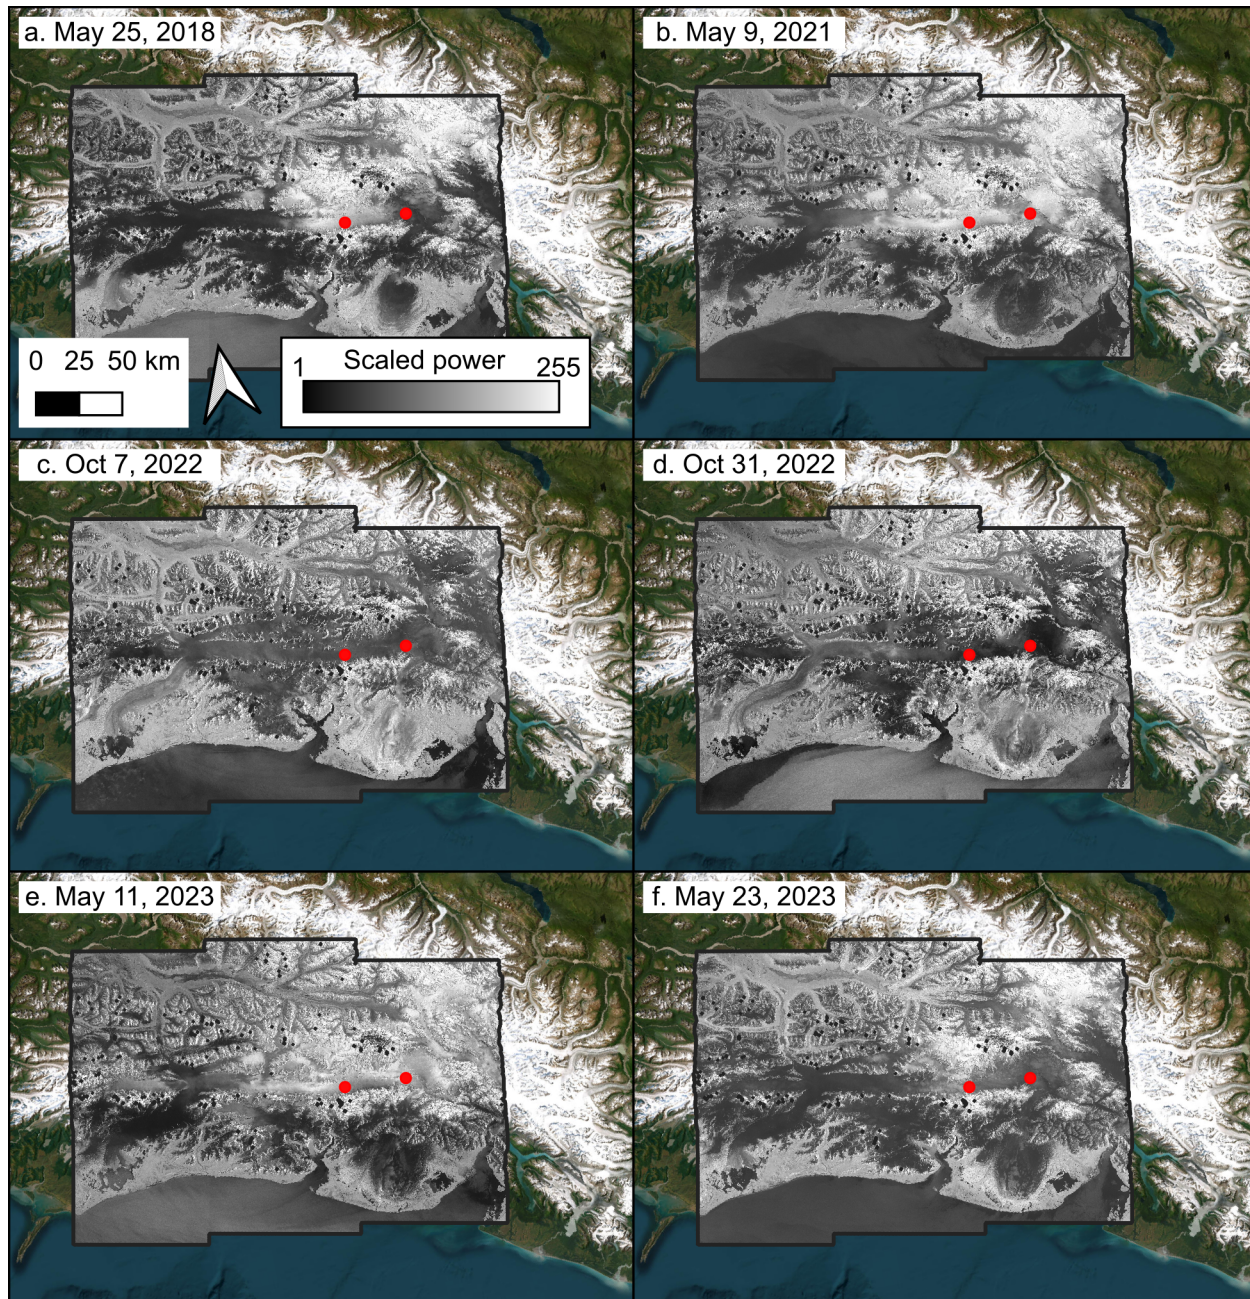 a. May 25, 2018
b. May 9, 2021
0 25 50 km
Scaled power
1 255
c. Oct 7, 2022
d. Oct 31, 2022
e. May 11, 2023
f. May 23, 2023